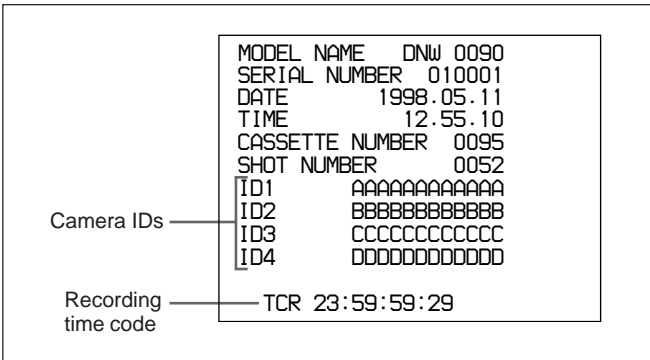 MODEL NAME DNW 0090
SERIAL NUMBER 010001
DATE 1998.05.11
TIME 12.55.10
CASSETTE NUMBER 0095
SHOT NUMBER 0052
ID1 AAAAAAAAAAAA
ID2 BBBBBBBBBBBB
ID3 CCCCCCCCCCCC
ID4 DDDDDDDDDDDD
Camera IDs
TCR 23:59:59:29
Recording
time code